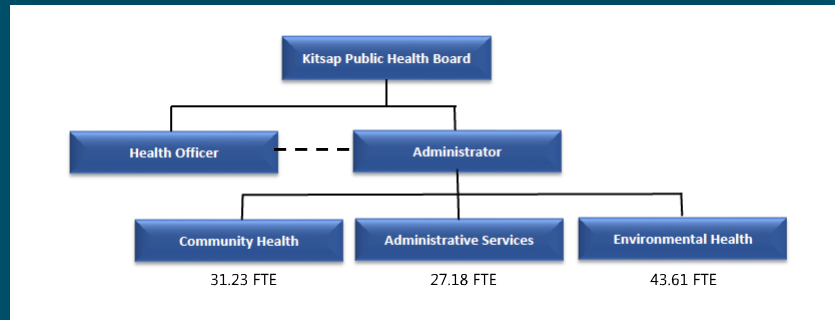 Kitsap Public Health Board
Health Officer
Administrator
Community Health
Administrative Services
Environmental Health
31.23 FTE
27.18 FTE
43.61 FTE